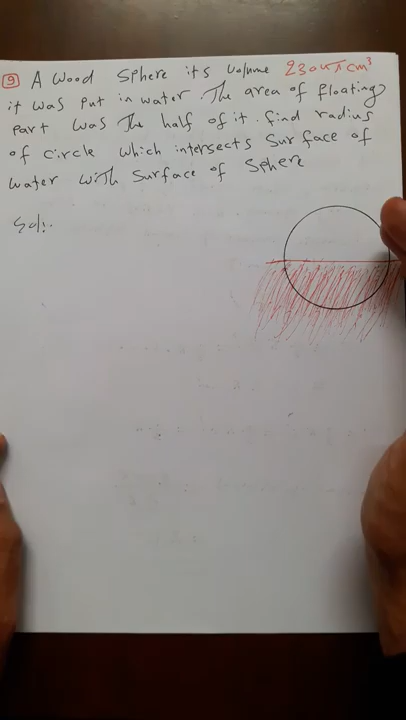 9 A wood sphere its volume 2304π cm³
it was put in water. The area of floating
part was the half of it. find radius
of circle which intersects surface of
water with surface of sphere
Sol:.